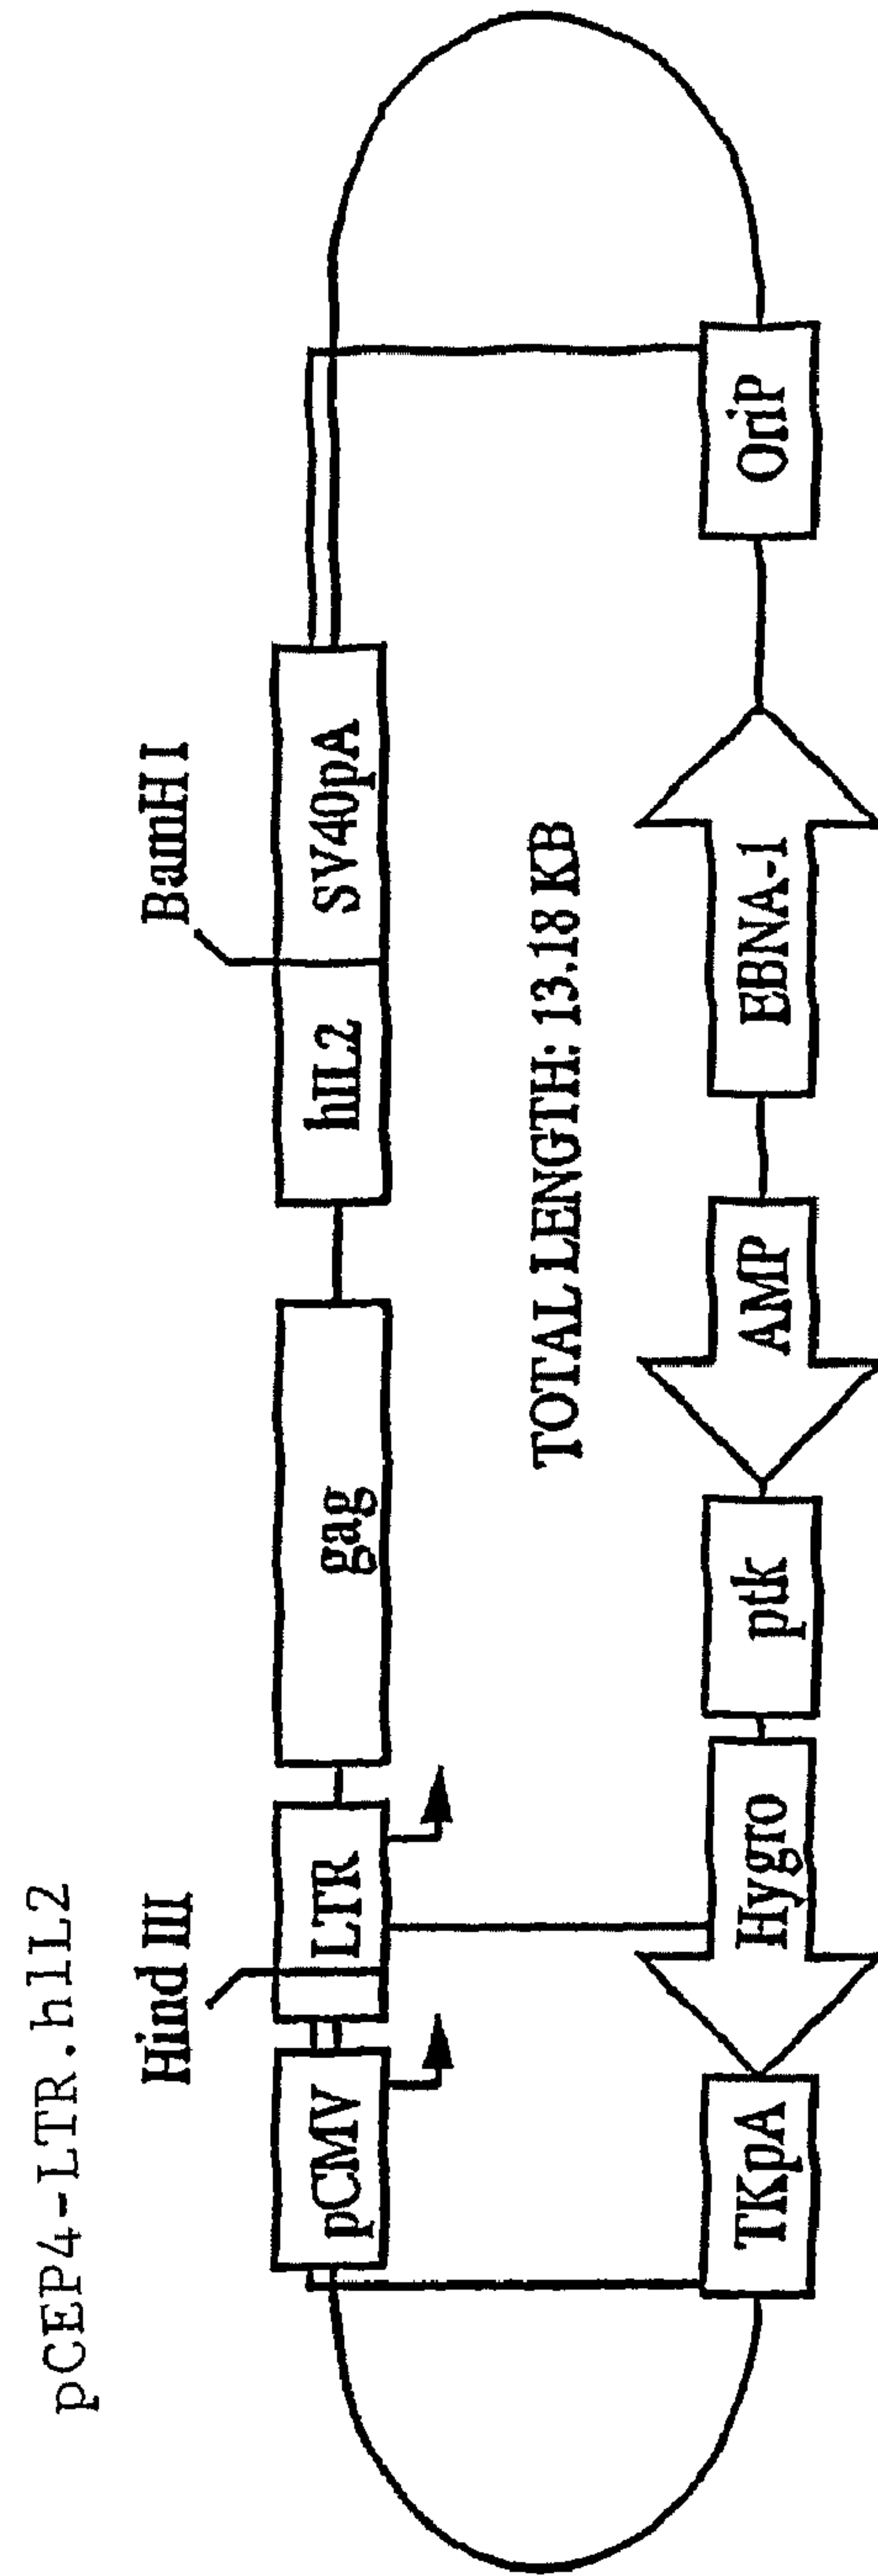 pCEP4-LTR.hlL2
Hind III
BamH I
pCMV
LTR
gag
hIL2
SV40pA
TOTAL LENGTH: 13.18 KB
TKpA
Hygro
ptk
AMP
EBNA-1
OriP